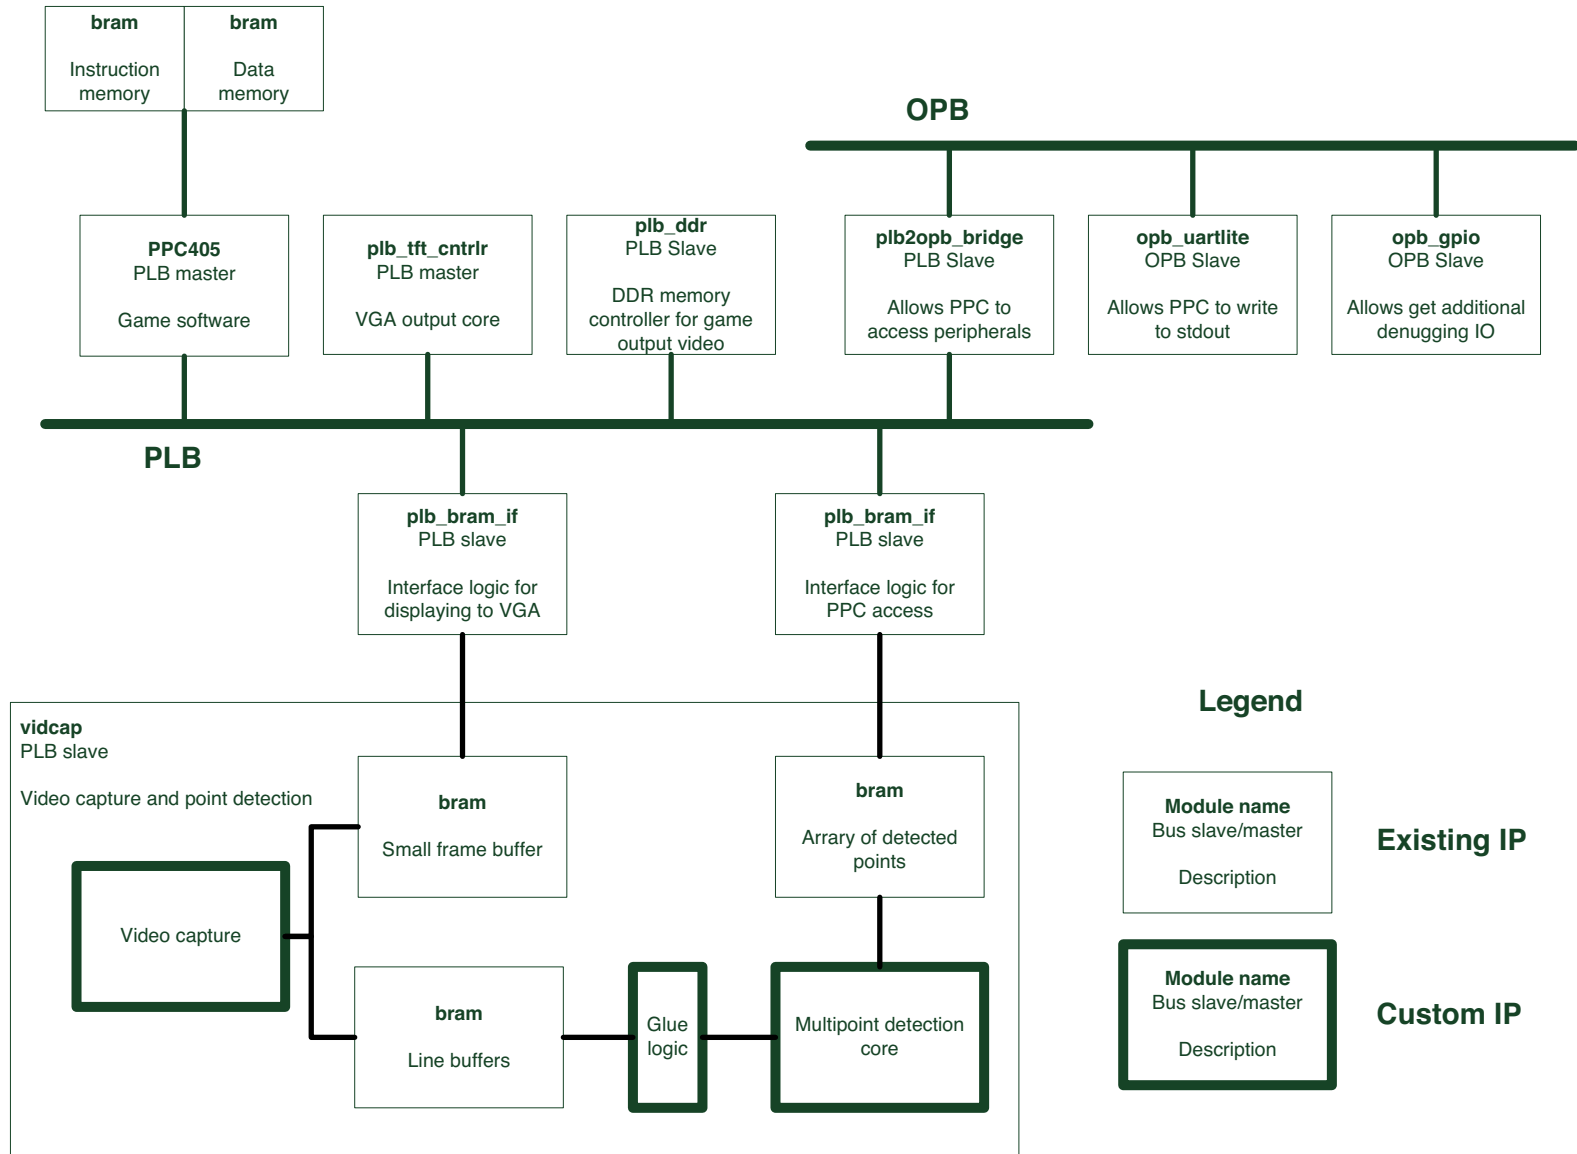 bram
Instruction
memory
bram
Data
memory
OPB
PPC405
PLB master
Game software
plb_tft_cntrlr
PLB master
VGA output core
plb_ddr
PLB Slave
DDR memory
controller for game
output video
plb2opb_bridge
PLB Slave
Allows PPC to
access peripherals
opb_uartlite
OPB Slave
Allows PPC to write
to stdout
opb_gpio
OPB Slave
Allows get additional
denugging IO
PLB
plb_bram_if
PLB slave
Interface logic for
displaying to VGA
plb_bram_if
PLB slave
Interface logic for
PPC access
vidcap
PLB slave
Video capture and point detection
bram
Small frame buffer
bram
Arrary of detected
points
Video capture
bram
Line buffers
Glue
logic
Multipoint detection
core
Legend
Module name
Bus slave/master
Description
Existing IP
Module name
Bus slave/master
Description
Custom IP